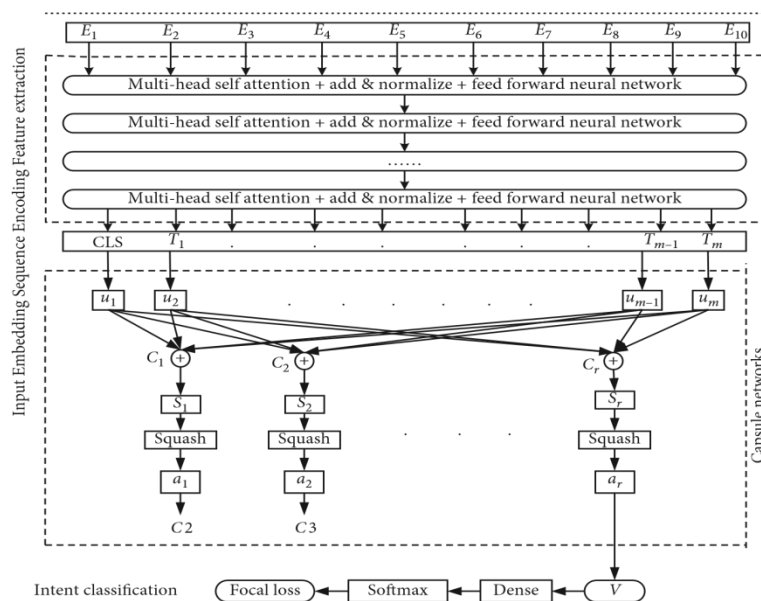 E1 E2 E3 E4 E5 E6 E7 E8 E9 E10
Multi-head self attention + add & normalize + feed forward neural network
Multi-head self attention + add & normalize + feed forward neural network
......
Multi-head self attention + add & normalize + feed forward neural network
Input Embedding Sequence Encoding Feature extraction
CLS T1 . . . . . . Tm−1 Tm
u1 u2 . . . . . . um−1 um
C1 + C2 + Cr +
S1 S2 Sr
Squash Squash . . . Squash
a1 a2 ar
C2 C3
Capsule networks
Intent classification Focal loss Softmax Dense V